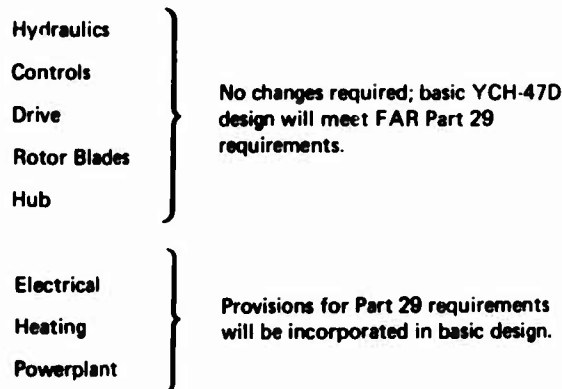 Hydraulics
Controls
Drive
Rotor Blades
Hub
No changes required; basic YCH-47D
design will meet FAR Part 29
requirements.
Electrical
Heating
Powerplant
Provisions for Part 29 requirements
will be incorporated in basic design.